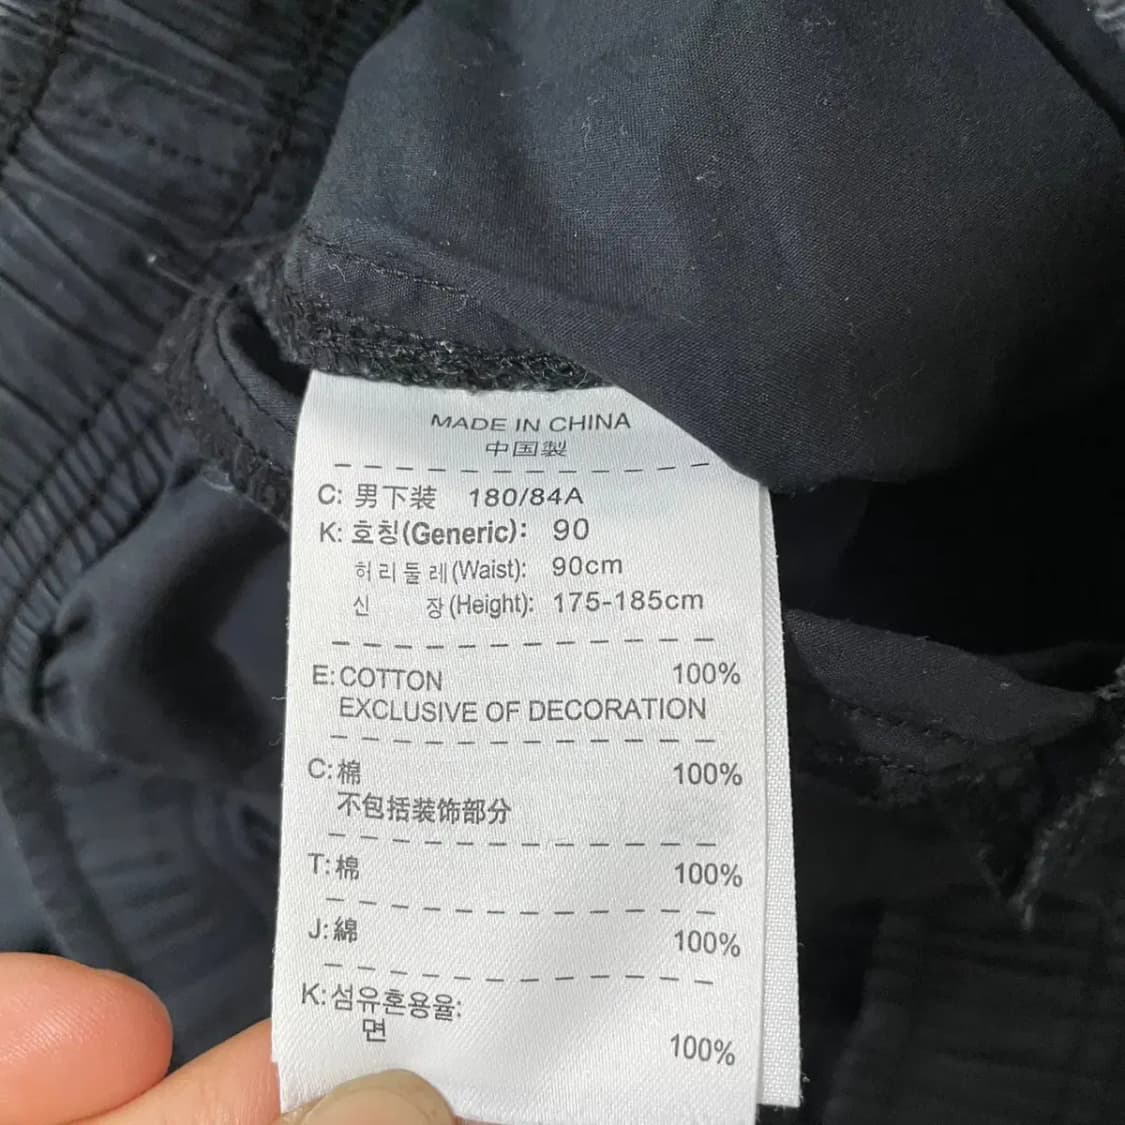 MADE IN CHINA
中国製
C: 男下装 180/84A
K: 호칭(Generic): 90
허리둘레(Waist): 90cm
신 장(Height): 175-185cm
E: COTTON 100%
EXCLUSIVE OF DECORATION
C: 棉 100%
不包括装饰部分
T: 棉 100%
J: 綿 100%
K: 섬유혼용율:
면 100%